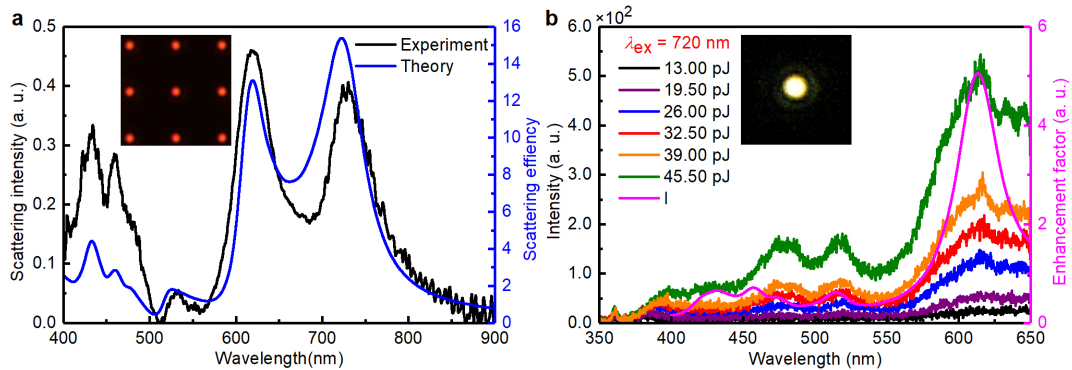 a
0.5
0.4
0.3
0.2
0.1
0.0
Scattering intensity (a. u.)
Experiment
Theory
16
14
12
10
8
6
4
2
0
Scattering effiency
400 500 600 700 800 900
Wavelength(nm)
b
6.0 ×10²
5.0
4.0
3.0
2.0
1.0
0.0
Intensity (a. u.)
λex = 720 nm
13.00 pJ
19.50 pJ
26.00 pJ
32.50 pJ
39.00 pJ
45.50 pJ
I
6
4
2
0
Enhancement factor (a. u.)
350 400 450 500 550 600 650
Wavelength (nm)